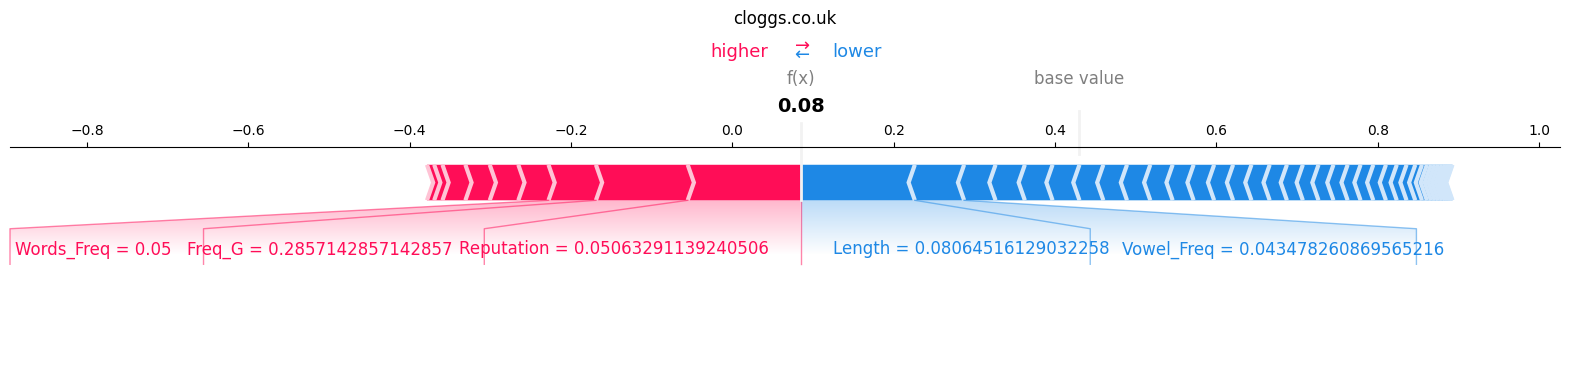 cloggs.co.uk
higher → ← lower
f(x) base value
0.08
−0.8 −0.6 −0.4 −0.2 0.0 0.2 0.4 0.6 0.8 1.0
Words_Freq = 0.05 Freq_G = 0.2857142857142857 Reputation = 0.05063291139240506 Length = 0.08064516129032258 Vowel_Freq = 0.043478260869565216